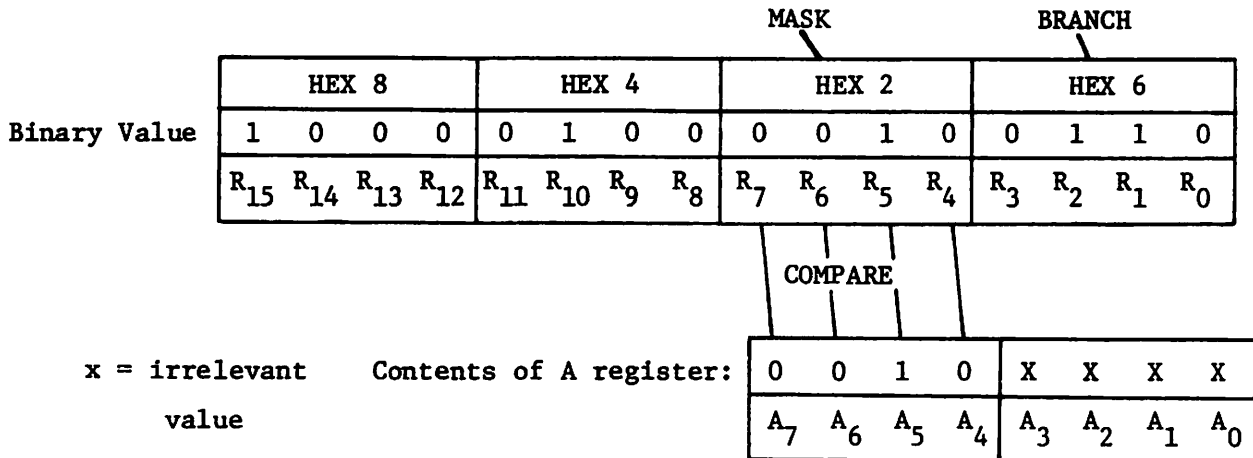 MASK BRANCH
HEX 8 HEX 4 HEX 2 HEX 6
Binary Value 1 0 0 0 0 1 0 0 0 0 1 0 0 1 1 0
R15 R14 R13 R12 R11 R10 R9 R8 R7 R6 R5 R4 R3 R2 R1 R0
COMPARE
x = irrelevant Contents of A register: 0 0 1 0 X X X X
value A7 A6 A5 A4 A3 A2 A1 A0